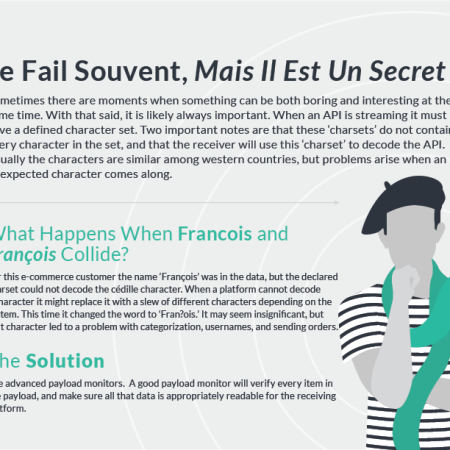 e Fail Souvent, Mais Il Est Un Secret
metimes there are moments when something can be both boring and interesting at the
me time. With that said, it is likely always important. When an API is streaming it must
ve a defined character set. Two important notes are that these 'charsets' do not contai
ery character in the set, and that the receiver will use this 'charset' to decode the API.
ually the characters are similar among western countries, but problems arise when an
expected character comes along.
What Happens When Francois and
rançois Collide?
r this e-commerce customer the name 'François' was in the data, but the declared
arset could not decode the cédille character. When a platform cannot decode
haracter it might replace it with a slew of different characters depending on the
tem. This time it changed the word to 'Fran?ois.' It may seem insignificant, but
t character led to a problem with categorization, usernames, and sending orders.
he Solution
e advanced payload monitors. A good payload monitor will verify every item in
e payload, and make sure all that data is appropriately readable for the receiving
tform.